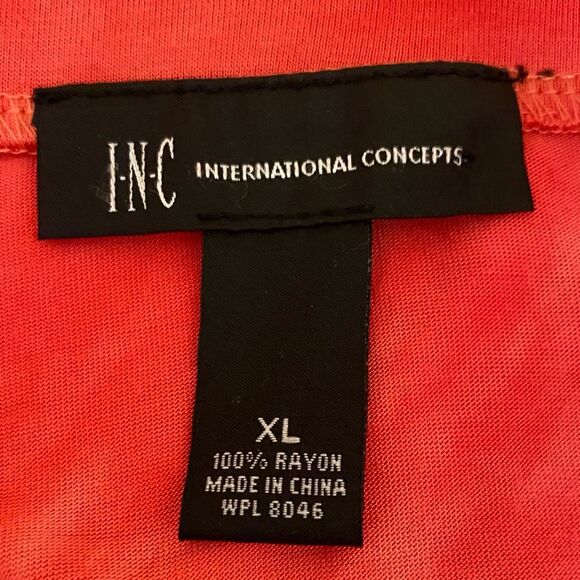 I·N·C INTERNATIONAL CONCEPTS
XL
100% RAYON
MADE IN CHINA
WPL 8046